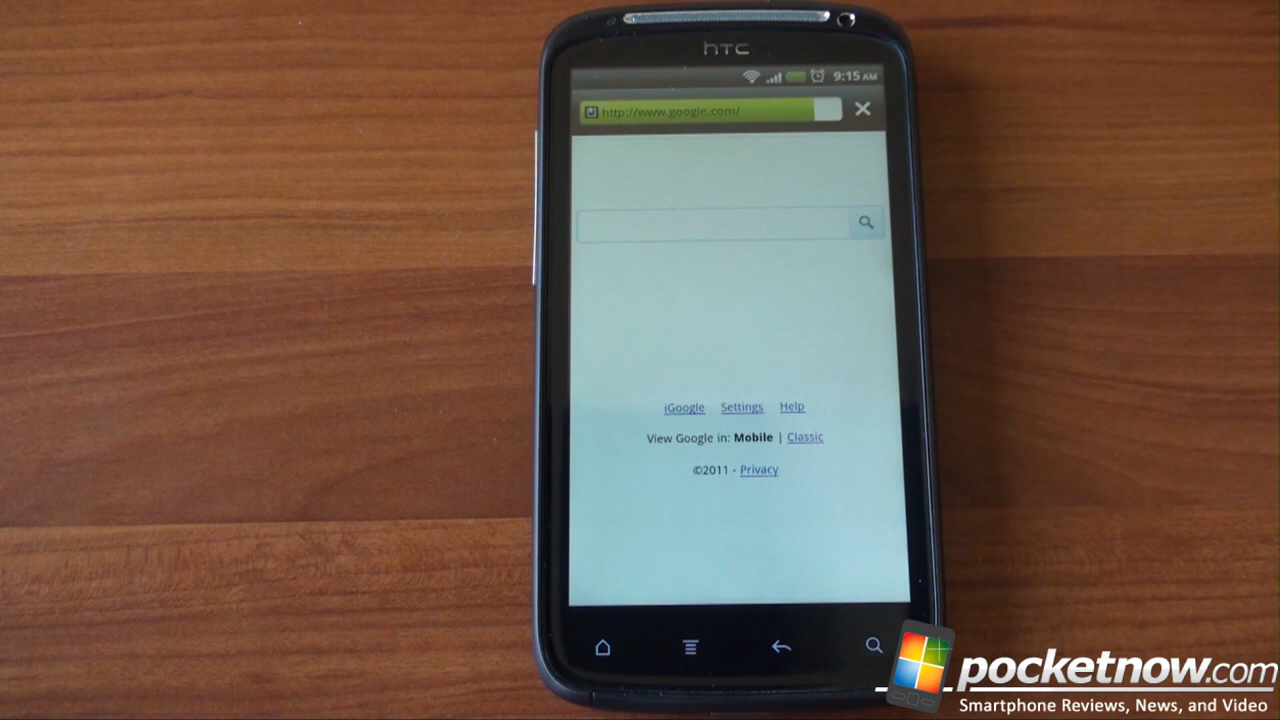 hTC
9:15 AM
http://www.google.com/
iGoogle Settings Help
View Google in: Mobile | Classic
©2011 - Privacy
pocketnow.com
Smartphone Reviews, News, and Video